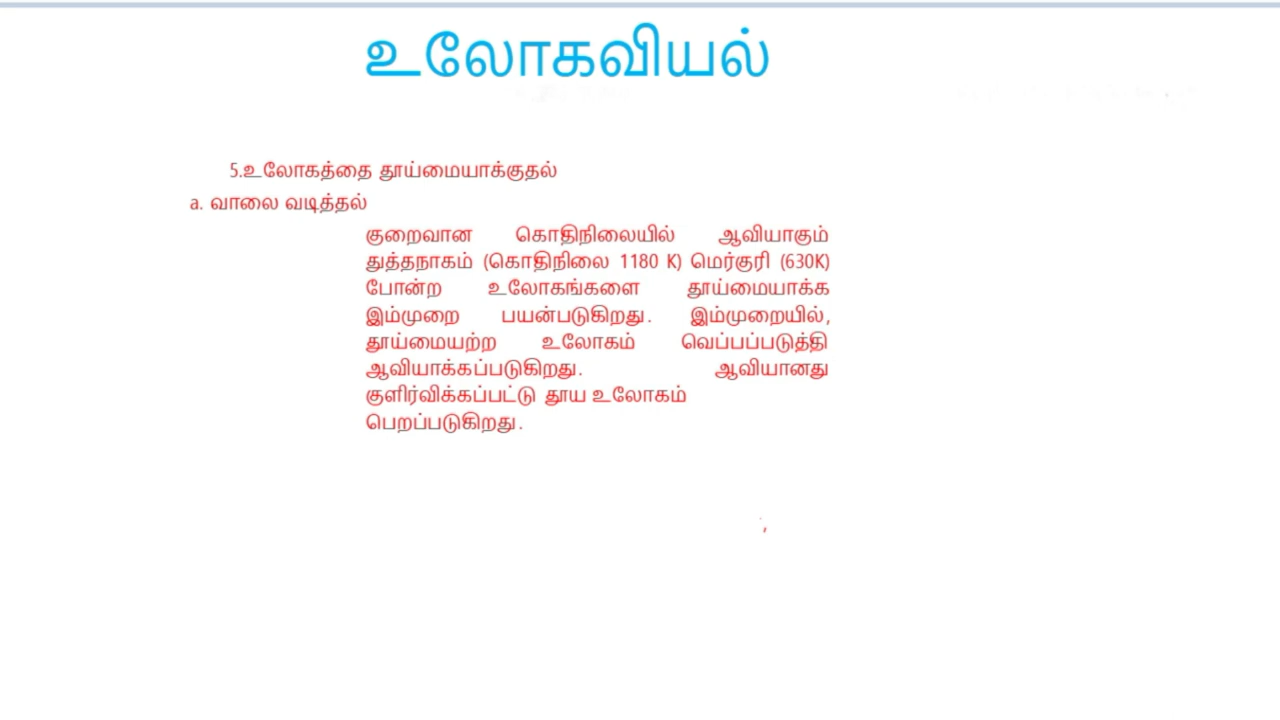 உலோகவியல்
5.உலோகத்தை தூய்மையாக்குதல்
a. வாலை வடித்தல்
குறைவான கொதிநிலையில் ஆவியாகும்
துத்தநாகம் (கொதிநிலை 1180 K) மெர்குரி (630K)
போன்ற உலோகங்களை தூய்மையாக்க
இம்முறை பயன்படுகிறது. இம்முறையில்,
தூய்மையற்ற உலோகம் வெப்பப்படுத்தி
ஆவியாக்கப்படுகிறது. ஆவியானது
குளிர்விக்கப்பட்டு தூய உலோகம்
பெறப்படுகிறது.